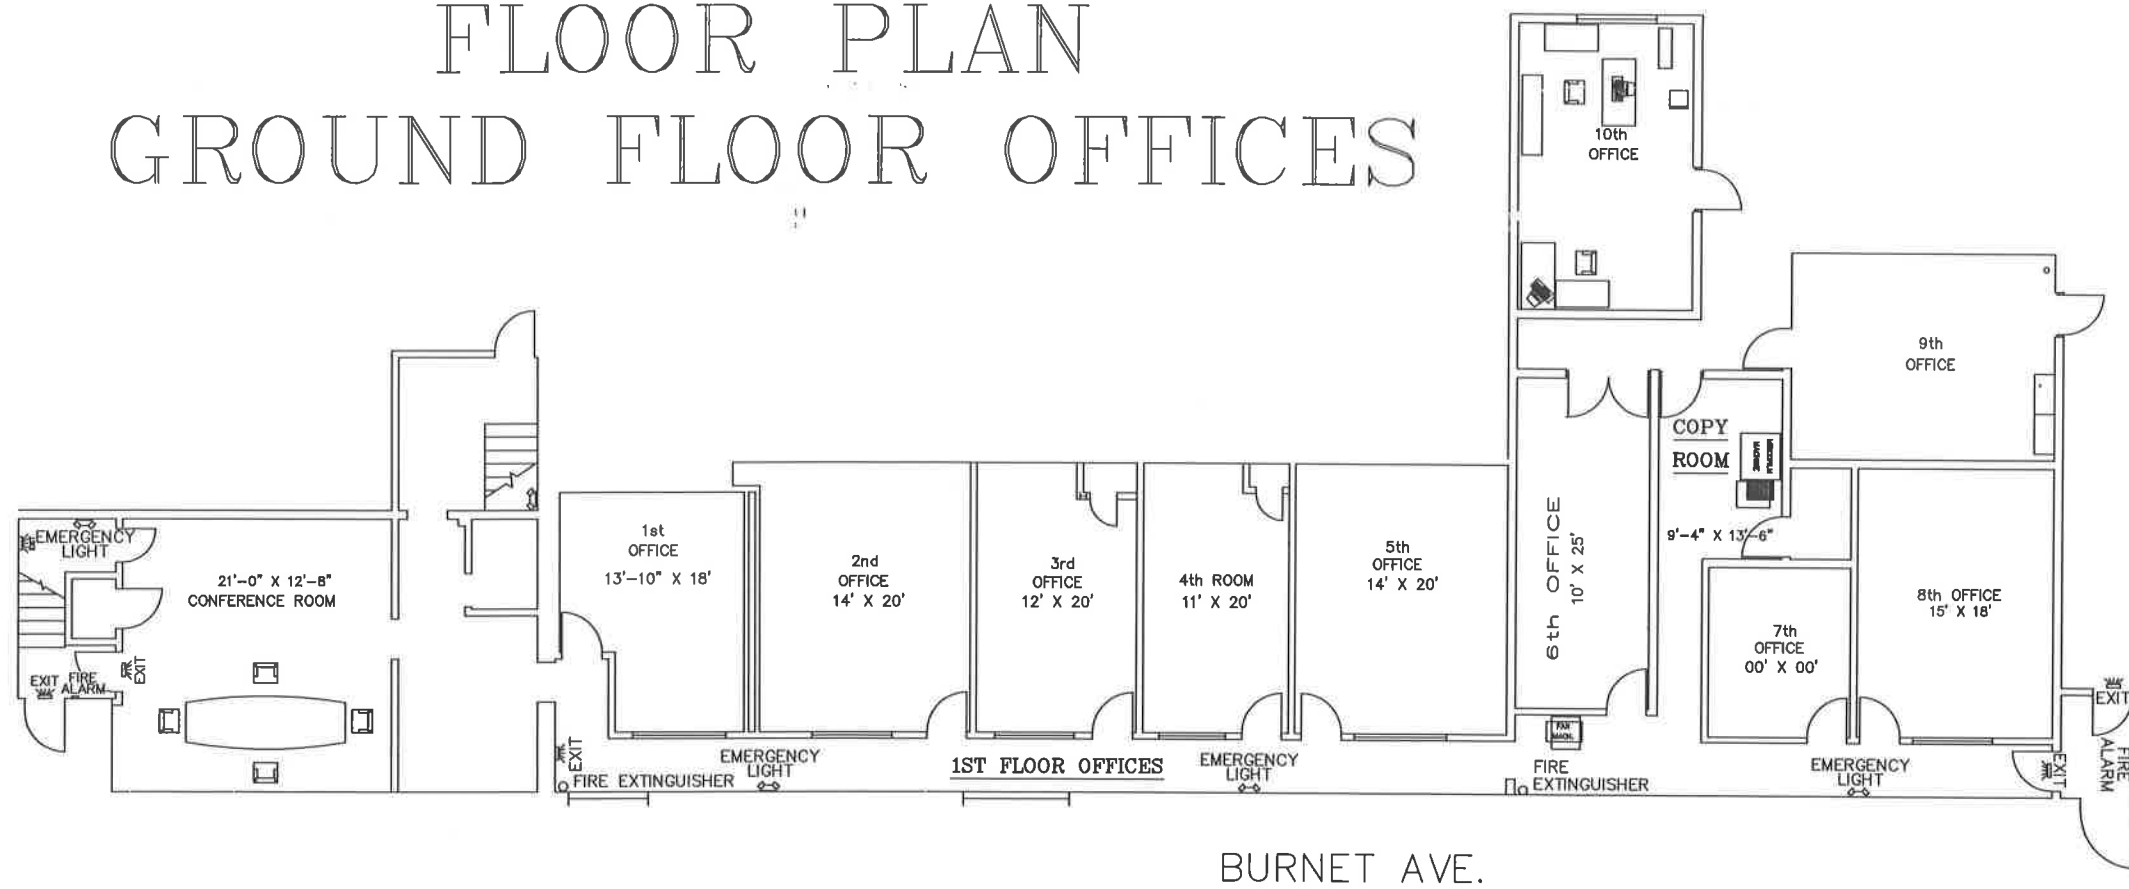 FLOOR PLAN
GROUND FLOOR OFFICES
10th
OFFICE
9th
OFFICE
COPY
ROOM
MACHINE
9'-4" X 13'-6"
EMERGENCY
LIGHT
21'-0" X 12'-8"
CONFERENCE ROOM
EXIT
FIRE
ALARM
EXIT
1st
OFFICE
13'-10" X 18'
2nd
OFFICE
14' X 20'
3rd
OFFICE
12' X 20'
4th ROOM
11' X 20'
5th
OFFICE
14' X 20'
6th OFFICE
10' X 25'
7th
OFFICE
00' X 00'
8th OFFICE
15' X 18'
EXIT
FIRE EXTINGUISHER
EMERGENCY
LIGHT
1ST FLOOR OFFICES
EMERGENCY
LIGHT
FIRE
EXTINGUISHER
EMERGENCY
LIGHT
EXIT
EXIT
FIRE
ALARM
BURNET AVE.